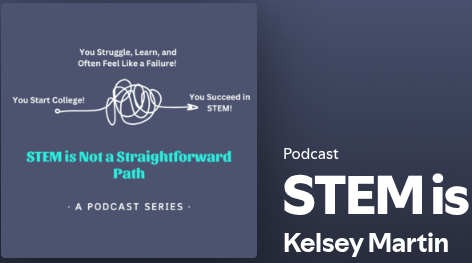 You Struggle, Learn, and
Often Feel Like a Failure!
You Start College!
You Succeed in
STEM!
STEM is Not a Straightforward
Path
· A PODCAST SERIES ·
Podcast
STEM is
Kelsey Martin